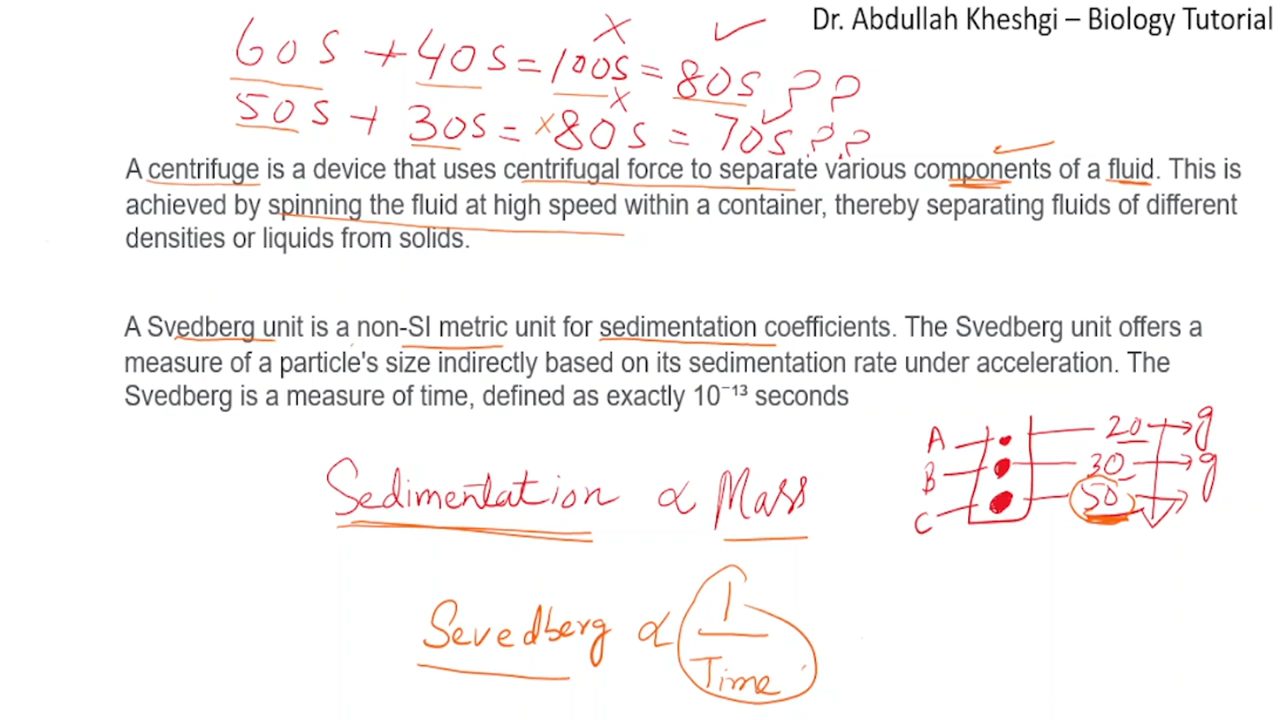 Dr. Abdullah Kheshgi – Biology Tutorial
60S + 40S = 100S = 80S ??
50S + 30S = 80S = 70S ??
A centrifuge is a device that uses centrifugal force to separate various components of a fluid. This is
achieved by spinning the fluid at high speed within a container, thereby separating fluids of different
densities or liquids from solids.
A Svedberg unit is a non-SI metric unit for sedimentation coefficients. The Svedberg unit offers a
measure of a particle's size indirectly based on its sedimentation rate under acceleration. The
Svedberg is a measure of time, defined as exactly 10⁻¹³ seconds
A 20 g
B 30 g
C 50
Sedimentation ∝ Mass
Sevedberg ∝ 1
Time